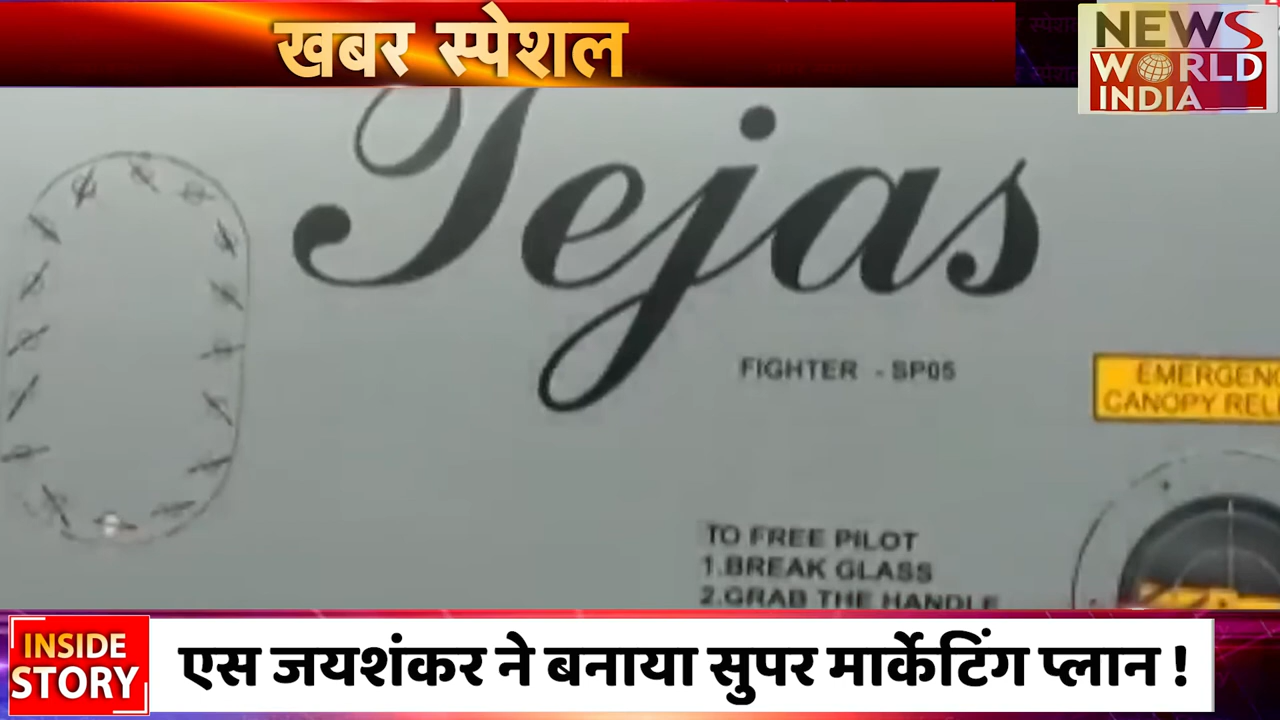 खबर स्पेशल
NEWS
WORLD
INDIA
Tejas
FIGHTER - SP05
TO FREE PILOT
1.BREAK GLASS
2.GRAB THE HANDLE
INSIDE
STORY
एस जयशंकर ने बनाया सुपर मार्केटिंग प्लान !